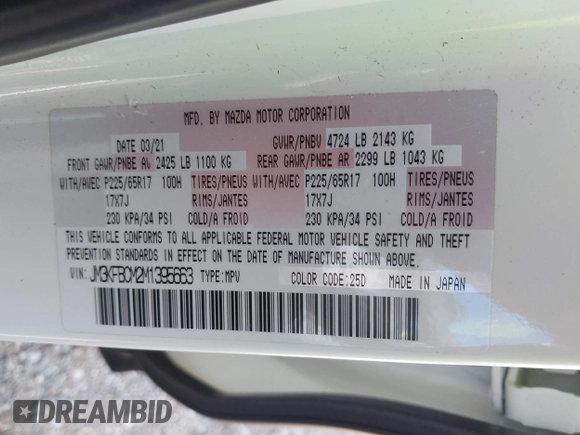 MFD. BY MAZDA MOTOR CORPORATION
DATE 03/21 GVWR/PNBV 4724 LB 2143 KG
FRONT GAWR/PNBE AV 2425 LB 1100 KG REAR GAWR/PNBE AR 2299 LB 1043 KG
WITH/AVEC P225/65R17 100H TIRES/PNEUS WITH/AVEC P225/65R17 100H TIRES/PNEUS
17X7J RIMS/JANTES 17X7J RIMS/JANTES
230 KPA/34 PSI COLD/A FROID 230 KPA/34 PSI COLD/A FROID
THIS VEHICLE CONFORMS TO ALL APPLICABLE FEDERAL MOTOR VEHICLE SAFETY AND THEFT
PREVENTION STANDARDS IN EFFECT ON THE DATE OF MANUFACTURE SHOWN ABOVE.
VIN: JM3KFBCM2M1395663 TYPE: MPV COLOR CODE: 25D MADE IN JAPAN
DREAMBID